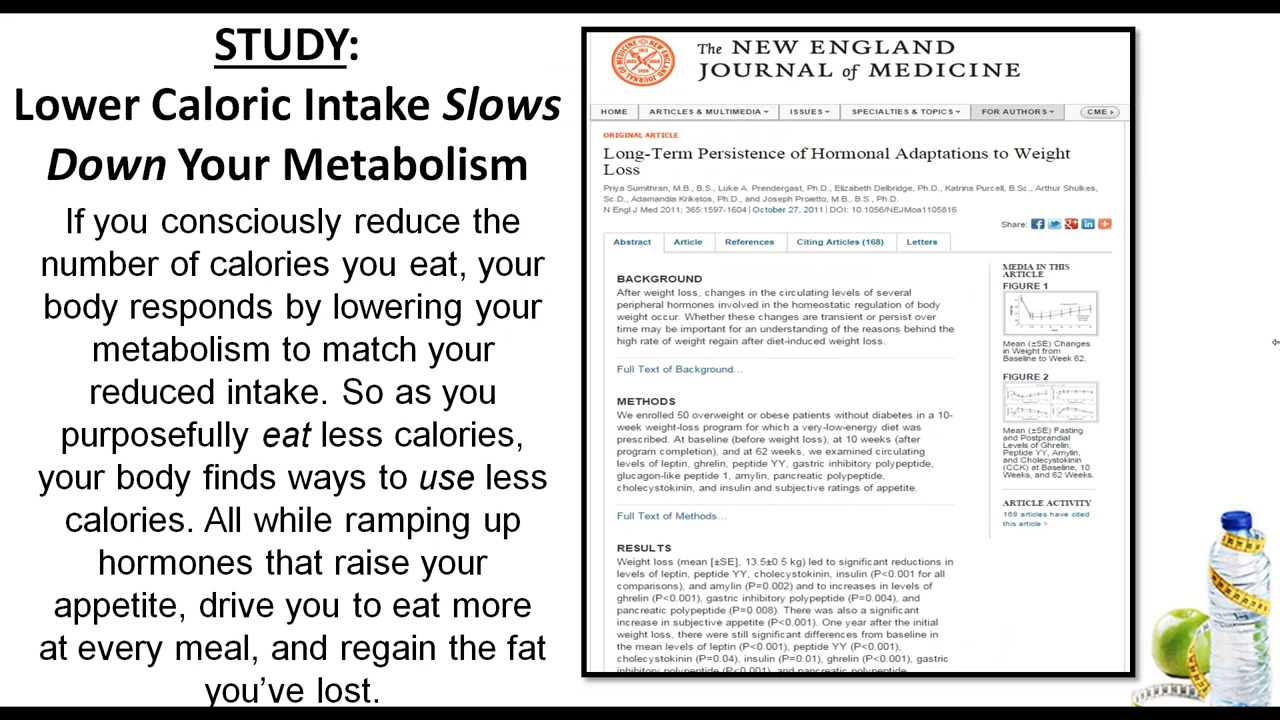 STUDY:
Lower Caloric Intake Slows
Down Your Metabolism
If you consciously reduce the
number of calories you eat, your
body responds by lowering your
metabolism to match your
reduced intake. So as you
purposefully eat less calories,
your body finds ways to use less
calories. All while ramping up
hormones that raise your
appetite, drive you to eat more
at every meal, and regain the fat
you've lost.
The NEW ENGLAND
JOURNAL of MEDICINE
HOME ARTICLES & MULTIMEDIA ISSUES SPECIALTIES & TOPICS FOR AUTHORS CME
ORIGINAL ARTICLE
Long-Term Persistence of Hormonal Adaptations to Weight
Loss
Priya Sumithran, M.B., B.S., Luke A. Prendergast, Ph.D., Elizabeth Delbridge, Ph.D., Katrina Purcell, B.Sc., Arthur Shulkes,
Sc.D., Adamandia Kriketos, Ph.D., and Joseph Proietto, M.B., B.S., Ph.D.
N Engl J Med 2011; 365:1597-1604 | October 27, 2011 | DOI: 10.1056/NEJMoa1105816
Share:
Abstract Article References Citing Articles (168) Letters
BACKGROUND
After weight loss, changes in the circulating levels of several
peripheral hormones involved in the homeostatic regulation of body
weight occur. Whether these changes are transient or persist over
time may be important for an understanding of the reasons behind the
high rate of weight regain after diet-induced weight loss.
Full Text of Background...
METHODS
We enrolled 50 overweight or obese patients without diabetes in a 10-
week weight-loss program for which a very-low-energy diet was
prescribed. At baseline (before weight loss), at 10 weeks (after
program completion), and at 62 weeks, we examined circulating
levels of leptin, ghrelin, peptide YY, gastric inhibitory polypeptide,
glucagon-like peptide 1, amylin, pancreatic polypeptide,
cholecystokinin, and insulin and subjective ratings of appetite.
Full Text of Methods...
RESULTS
Weight loss (mean [±SE], 13.5±0.5 kg) led to significant reductions in
levels of leptin, peptide YY, cholecystokinin, insulin (P<0.001 for all
comparisons), and amylin (P=0.002) and to increases in levels of
ghrelin (P<0.001), gastric inhibitory polypeptide (P=0.004), and
pancreatic polypeptide (P=0.008). There was also a significant
increase in subjective appetite (P<0.001). One year after the initial
weight loss, there were still significant differences from baseline in
the mean levels of leptin (P<0.001), peptide YY (P<0.001),
cholecystokinin (P=0.04), insulin (P=0.01), ghrelin (P<0.001), gastric
inhibitory polypeptide (P<0.001), and pancreatic polypeptide
MEDIA IN THIS
ARTICLE
FIGURE 1
Mean (±SE) Changes
in Weight from
Baseline to Week 62.
FIGURE 2
Mean (±SE) Fasting
and Postprandial
Levels of Ghrelin,
Peptide YY, Amylin,
and Cholecystokinin
(CCK) at Baseline, 10
Weeks, and 62 Weeks.
ARTICLE ACTIVITY
168 articles have cited
this article